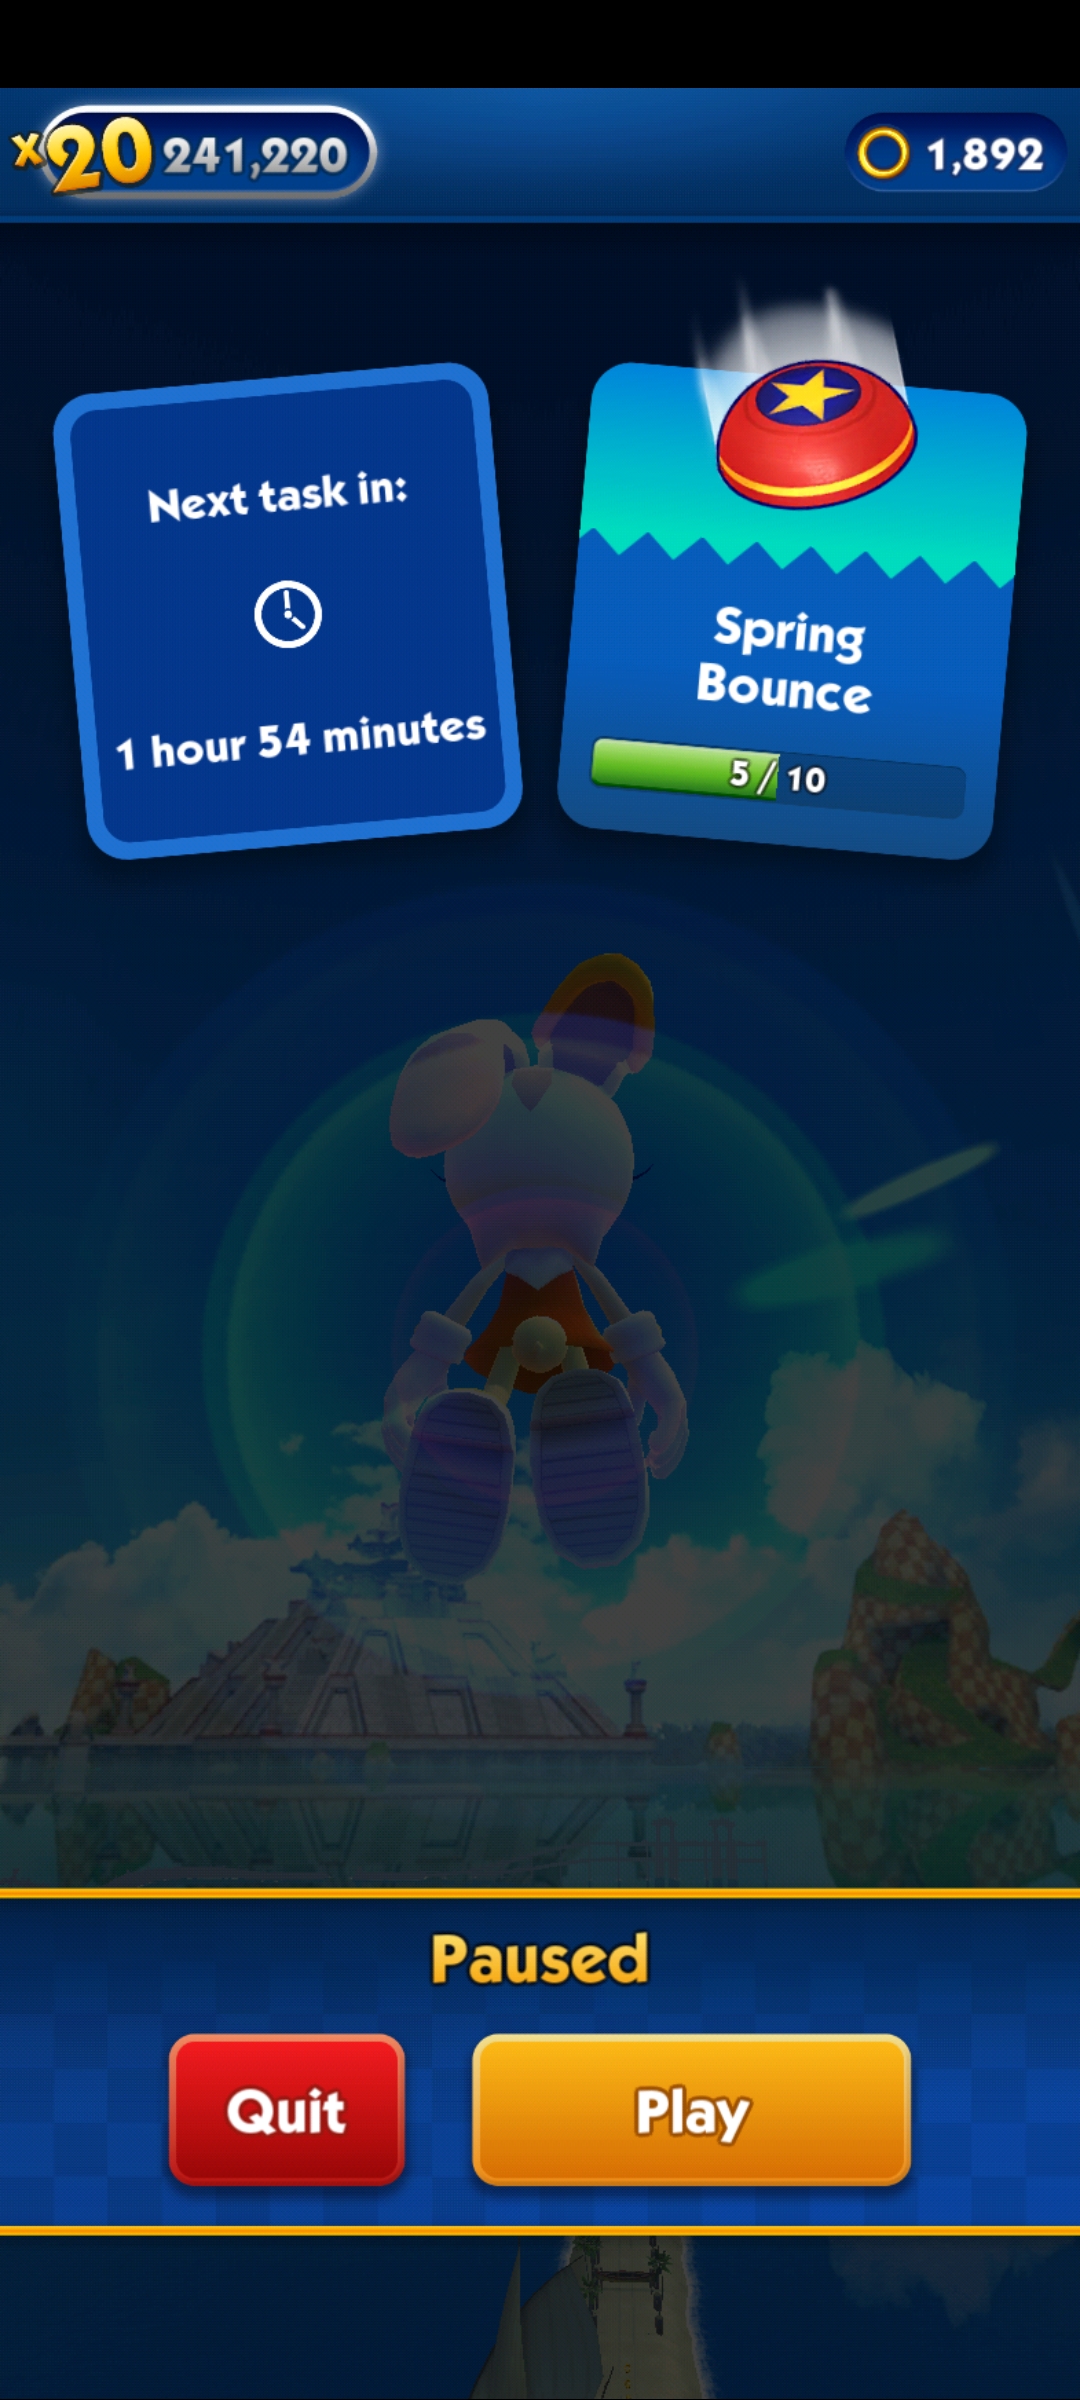 x20 241,220
1,892
Next task in:
1 hour 54 minutes
Spring
Bounce
5 / 10
Paused
Quit
Play